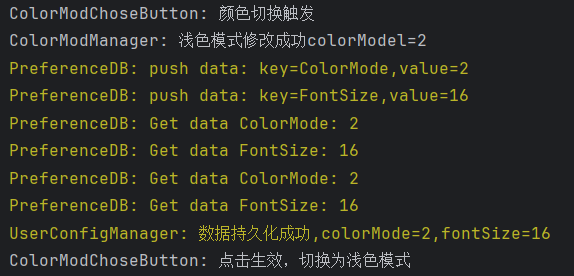 ColorModChoseButton: 颜色切换触发
ColorModManager: 浅色模式修改成功colorModel=2
PreferenceDB: push data: key=ColorMode,value=2
PreferenceDB: push data: key=FontSize,value=16
PreferenceDB: Get data ColorMode: 2
PreferenceDB: Get data FontSize: 16
PreferenceDB: Get data ColorMode: 2
PreferenceDB: Get data FontSize: 16
UserConfigManager: 数据持久化成功,colorMode=2,fontSize=16
ColorModChoseButton: 点击生效，切换为浅色模式